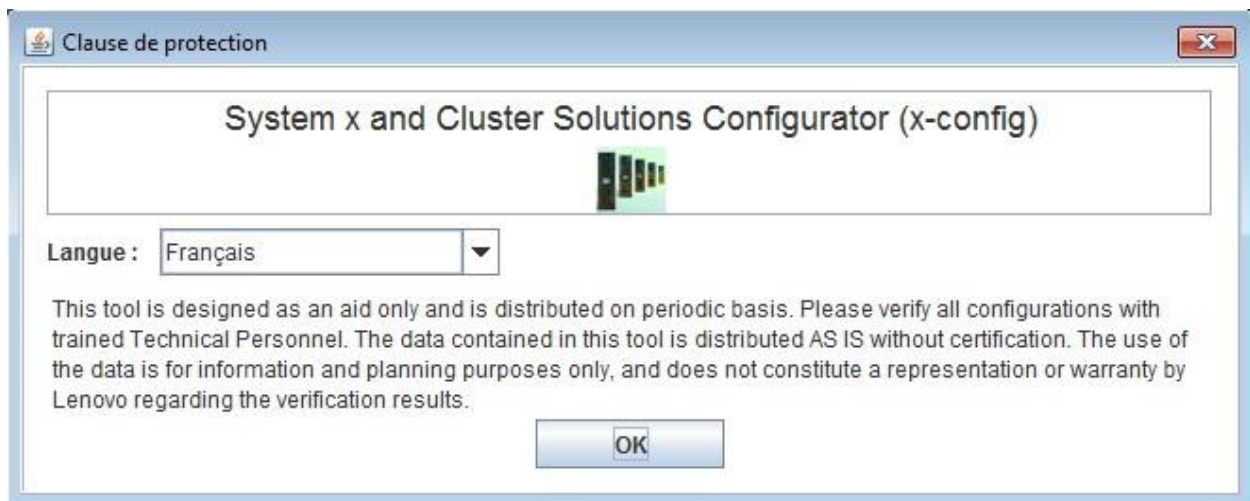 Clause de protection
System x and Cluster Solutions Configurator (x-config)
Langue :
Français
This tool is designed as an aid only and is distributed on periodic basis. Please verify all configurations with
trained Technical Personnel. The data contained in this tool is distributed AS IS without certification. The use of
the data is for information and planning purposes only, and does not constitute a representation or warranty by
Lenovo regarding the verification results.
OK